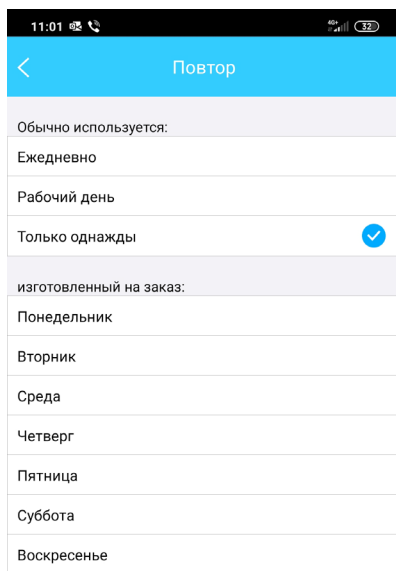 11:01
4G+
32
Повтор
Обычно используется:
Ежедневно
Рабочий день
Только однажды
изготовленный на заказ:
Понедельник
Вторник
Среда
Четверг
Пятница
Суббота
Воскресенье